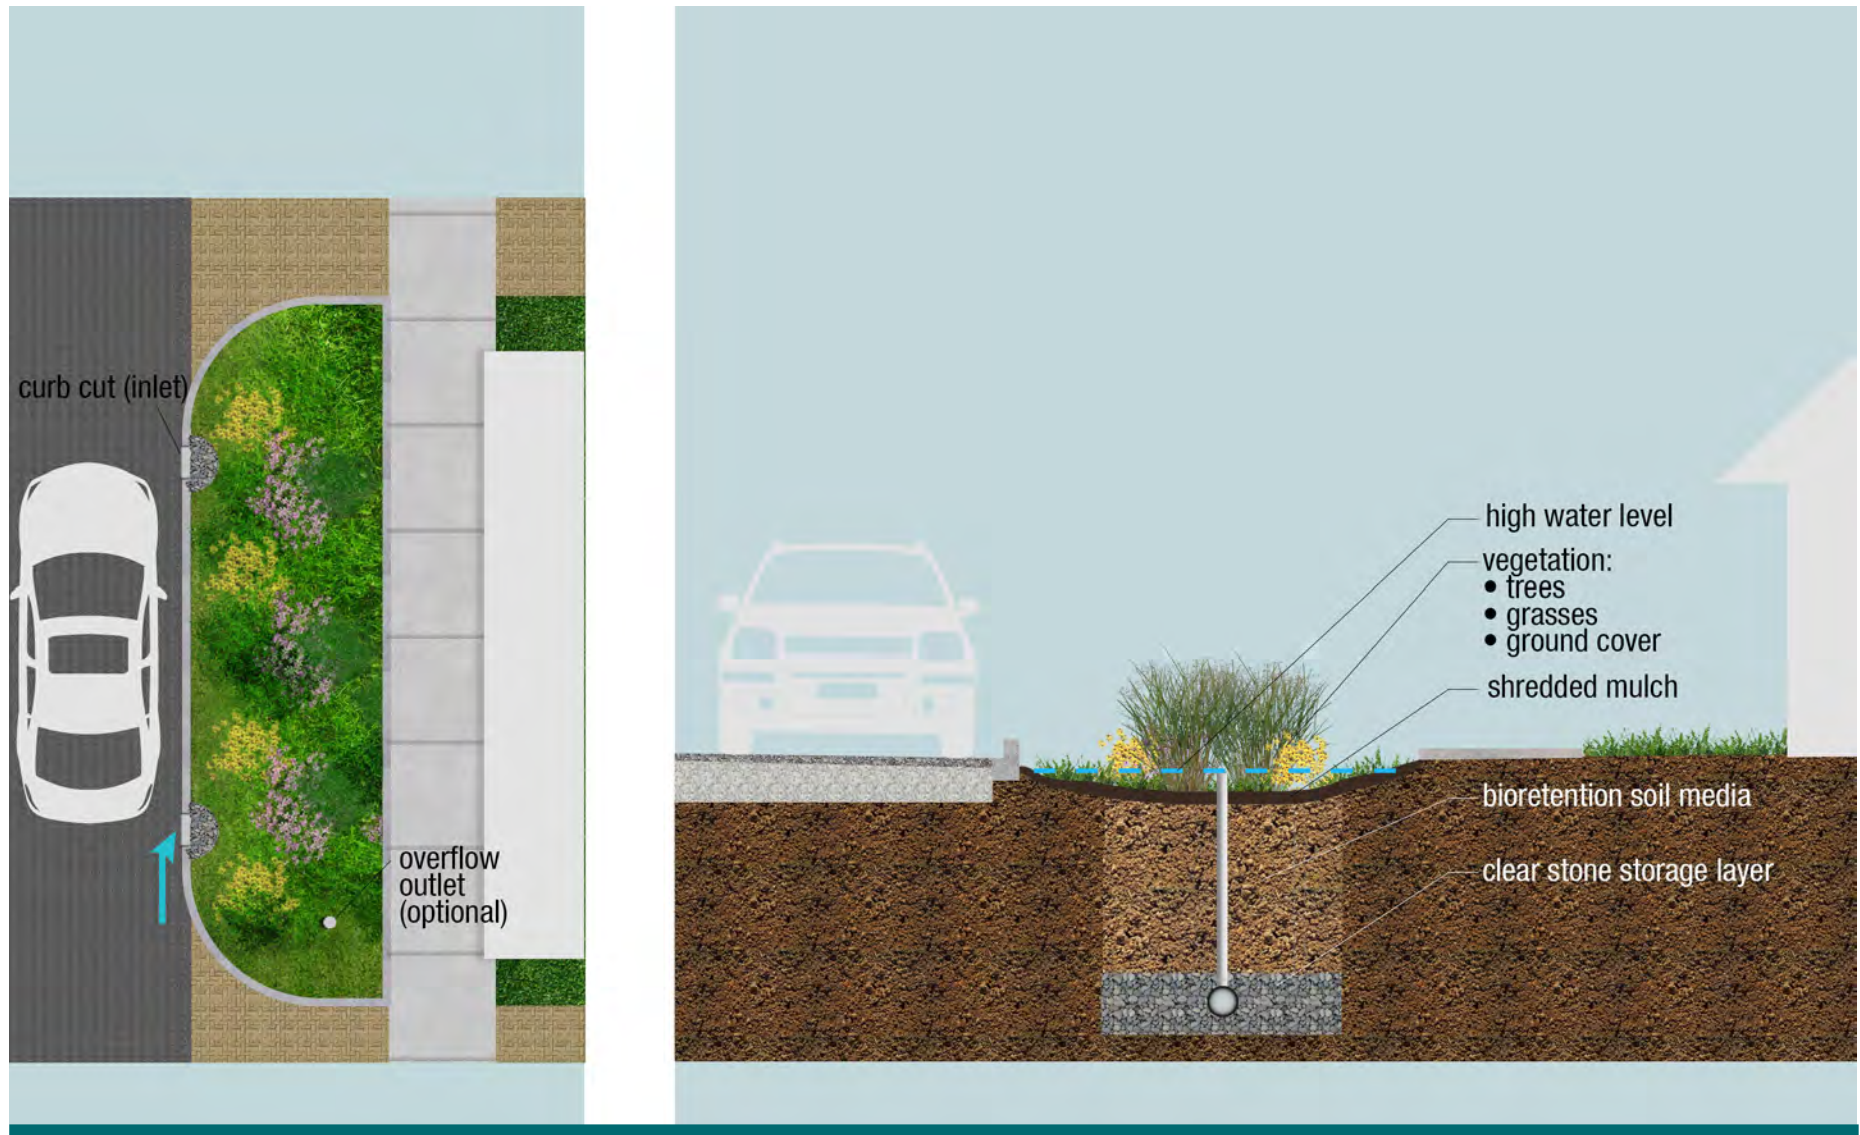 curb cut (inlet)
overflow
outlet
(optional)
high water level
vegetation:
• trees
• grasses
• ground cover
shredded mulch
bioretention soil media
clear stone storage layer